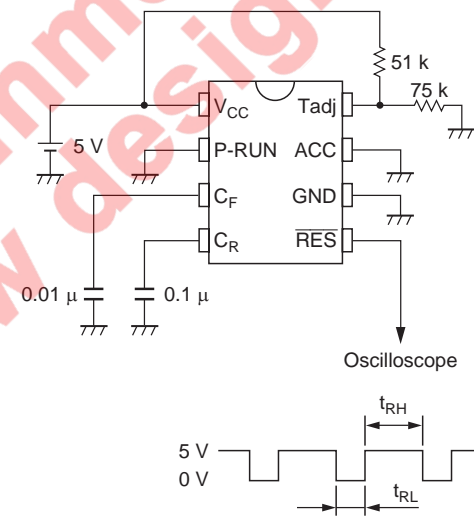 51 k
75 k
VCC
Tadj
5 V
P-RUN
ACC
CF
GND
CR
RES
0.01 μ
0.1 μ
Oscilloscope
tRH
5 V
0 V
tRL